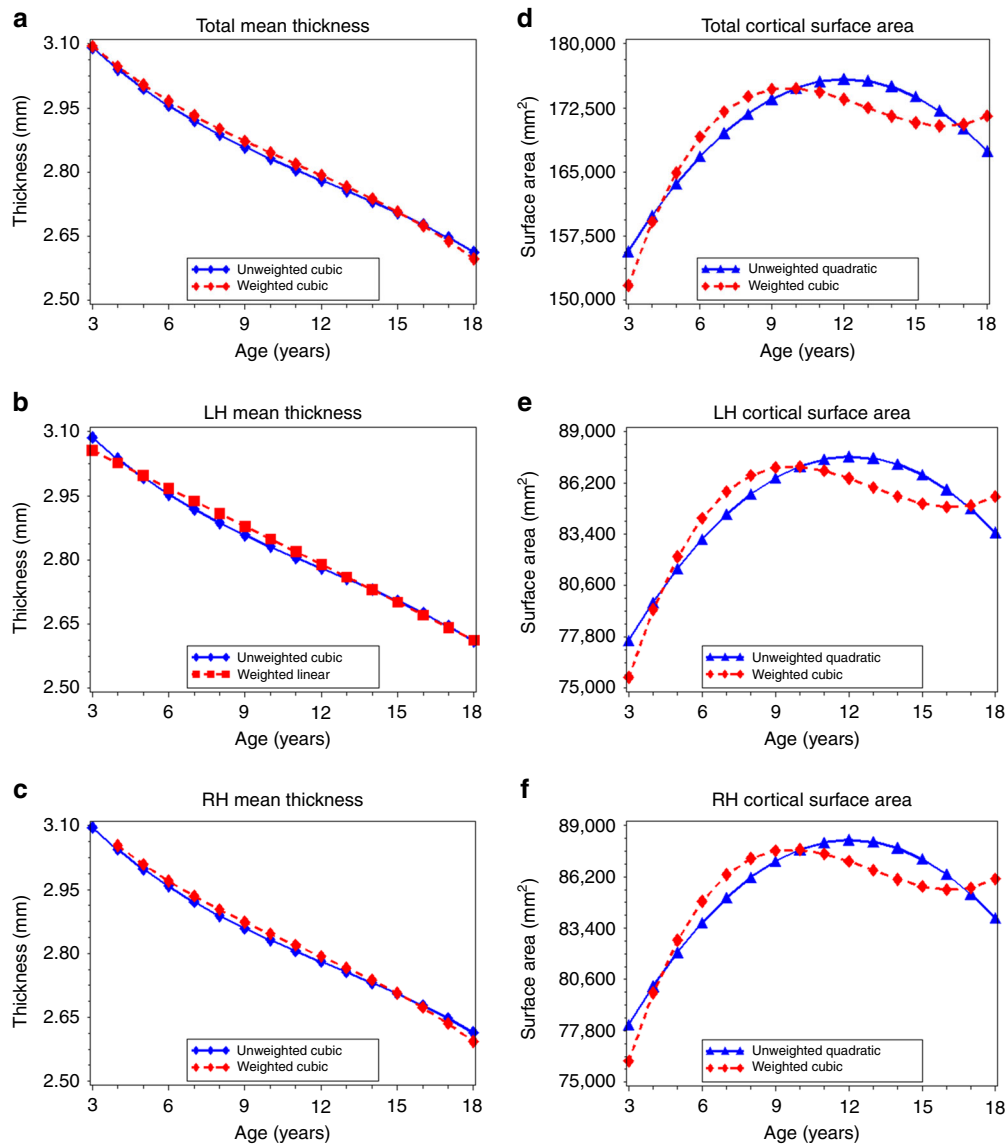 a
Total mean thickness
3.10
2.95
2.80
2.65
2.50
Thickness (mm)
Unweighted cubic
Weighted cubic
3 6 9 12 15 18
Age (years)
b
LH mean thickness
3.10
2.95
2.80
2.65
2.50
Thickness (mm)
Unweighted cubic
Weighted linear
3 6 9 12 15 18
Age (years)
c
RH mean thickness
3.10
2.95
2.80
2.65
2.50
Thickness (mm)
Unweighted cubic
Weighted cubic
3 6 9 12 15 18
Age (years)
d
Total cortical surface area
180,000
172,500
165,000
157,500
150,000
Surface area (mm²)
Unweighted quadratic
Weighted cubic
3 6 9 12 15 18
Age (years)
e
LH cortical surface area
89,000
86,200
83,400
80,600
77,800
75,000
Surface area (mm²)
Unweighted quadratic
Weighted cubic
3 6 9 12 15 18
Age (years)
f
RH cortical surface area
89,000
86,200
83,400
80,600
77,800
75,000
Surface area (mm²)
Unweighted quadratic
Weighted cubic
3 6 9 12 15 18
Age (years)